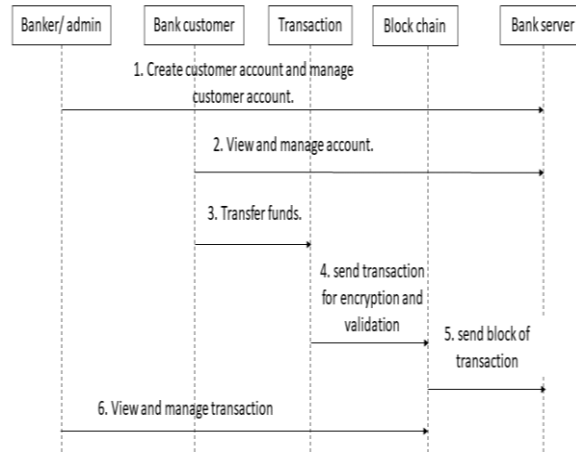 Banker/ admin
Bank customer
Transaction
Block chain
Bank server
1. Create customer account and manage
customer account.
2. View and manage account.
3. Transfer funds.
4. send transaction
for encryption and
validation
5. send block of
transaction
6. View and manage transaction